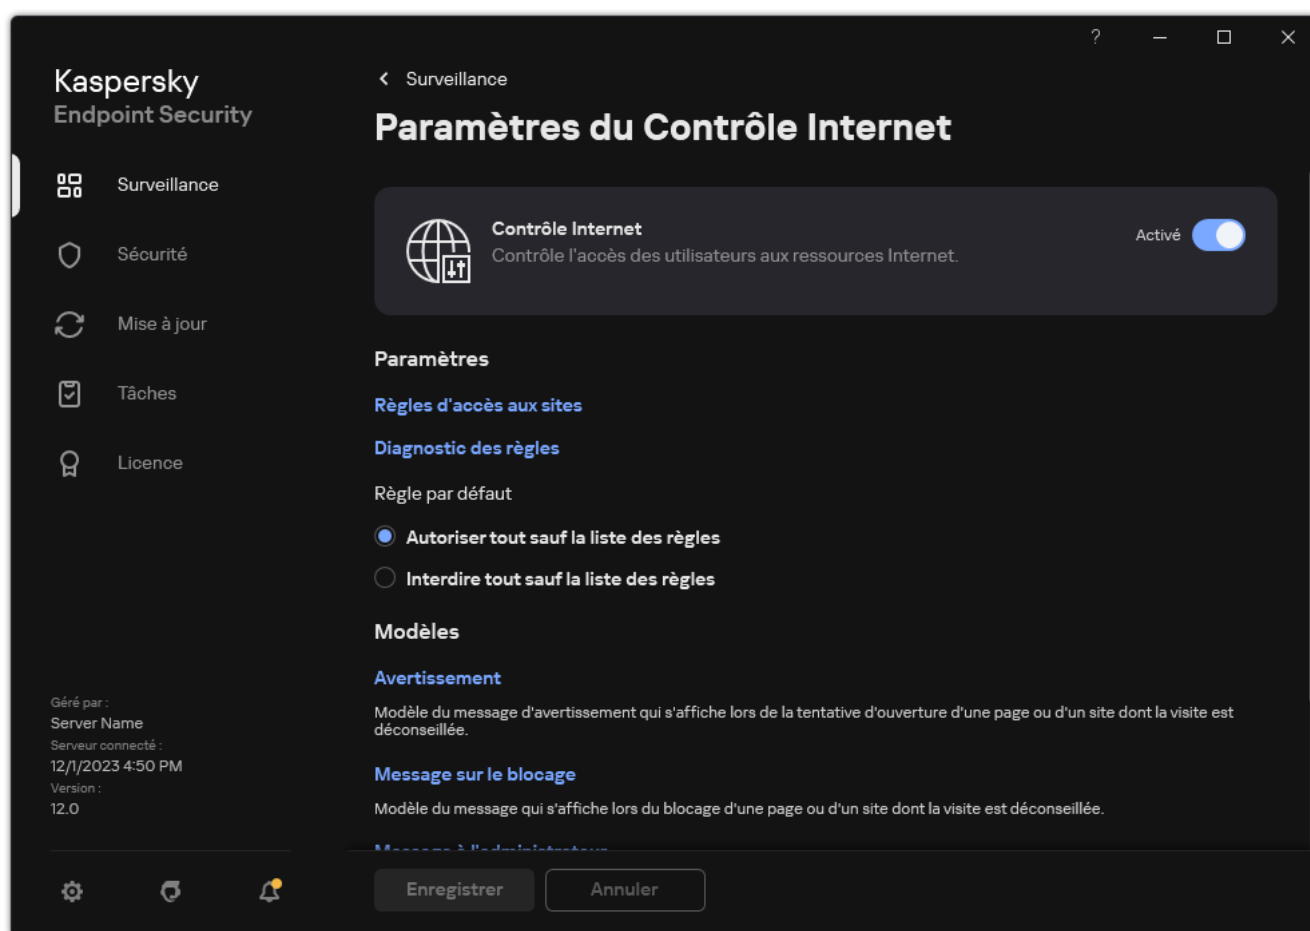 ?
Kaspersky
Endpoint Security
Surveillance
Sécurité
Mise à jour
Tâches
Licence
Géré par :
Server Name
Serveur connecté :
12/1/2023 4:50 PM
Version :
12.0
Surveillance
Paramètres du Contrôle Internet
Contrôle Internet
Contrôle l'accès des utilisateurs aux ressources Internet.
Activé
Paramètres
Règles d'accès aux sites
Diagnostic des règles
Règle par défaut
Autoriser tout sauf la liste des règles
Interdire tout sauf la liste des règles
Modèles
Avertissement
Modèle du message d'avertissement qui s'affiche lors de la tentative d'ouverture d'une page ou d'un site dont la visite est
déconseillée.
Message sur le blocage
Modèle du message qui s'affiche lors du blocage d'une page ou d'un site dont la visite est déconseillée.
Message à l'administrateur
Enregistrer
Annuler